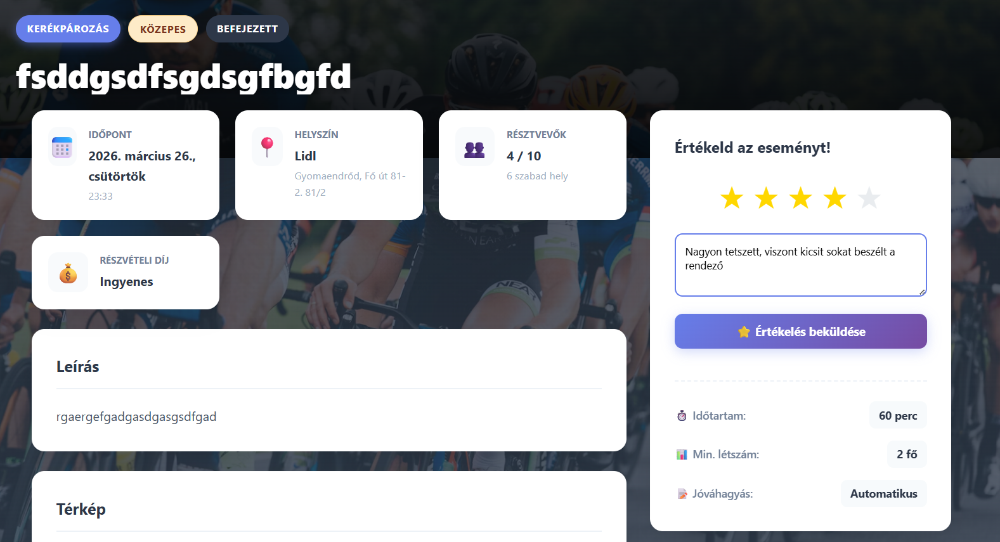 KERÉKPÁROZÁS
KÖZEPES
BEFEJEZETT
fsddgsdfsgdsgfbgfd
IDŐPONT
2026. március 26.,
csütörtök
23:33
HELYSZÍN
Lidl
Gyomaendrőd, Fő út 81-
2. 81/2
RÉSZTVEVŐK
4 / 10
6 szabad hely
RÉSZVÉTELI DÍJ
Ingyenes
Leírás
rgaergefgadgasdgasgsdfgad
Térkép
Értékeld az eseményt!
Nagyon tetszett, viszont kicsit sokat beszélt a
rendező
Értékelés beküldése
Időtartam:
60 perc
Min. létszám:
2 fő
Jóváhagyás:
Automatikus
NEAT